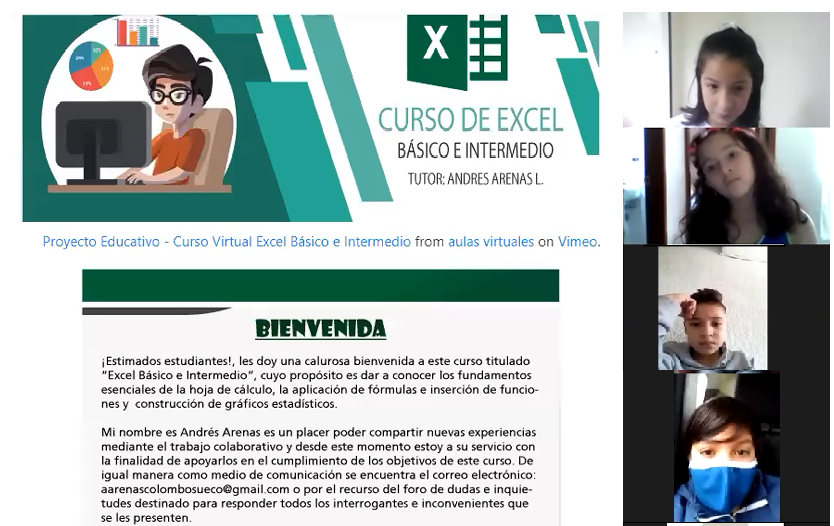 X
CURSO DE EXCEL
BÁSICO E INTERMEDIO
TUTOR: ANDRES ARENAS L.
Proyecto Educativo - Curso Virtual Excel Básico e Intermedio from aulas virtuales on Vimeo.
BIENVENIDA
¡Estimados estudiantes!, les doy una calurosa bienvenida a este curso titulado
“Excel Básico e Intermedio”, cuyo propósito es dar a conocer los fundamentos
esenciales de la hoja de cálculo, la aplicación de fórmulas e inserción de funcio-
nes y construcción de gráficos estadísticos.
Mi nombre es Andrés Arenas es un placer poder compartir nuevas experiencias
mediante el trabajo colaborativo y desde este momento estoy a su servicio con
la finalidad de apoyarlos en el cumplimiento de los objetivos de este curso. De
igual manera como medio de comunicación se encuentra el correo electrónico:
aarenascolombosueco@gmail.com o por el recurso del foro de dudas e inquie-
tudes destinado para responder todos los interrogantes e inconvenientes que
se les presenten.